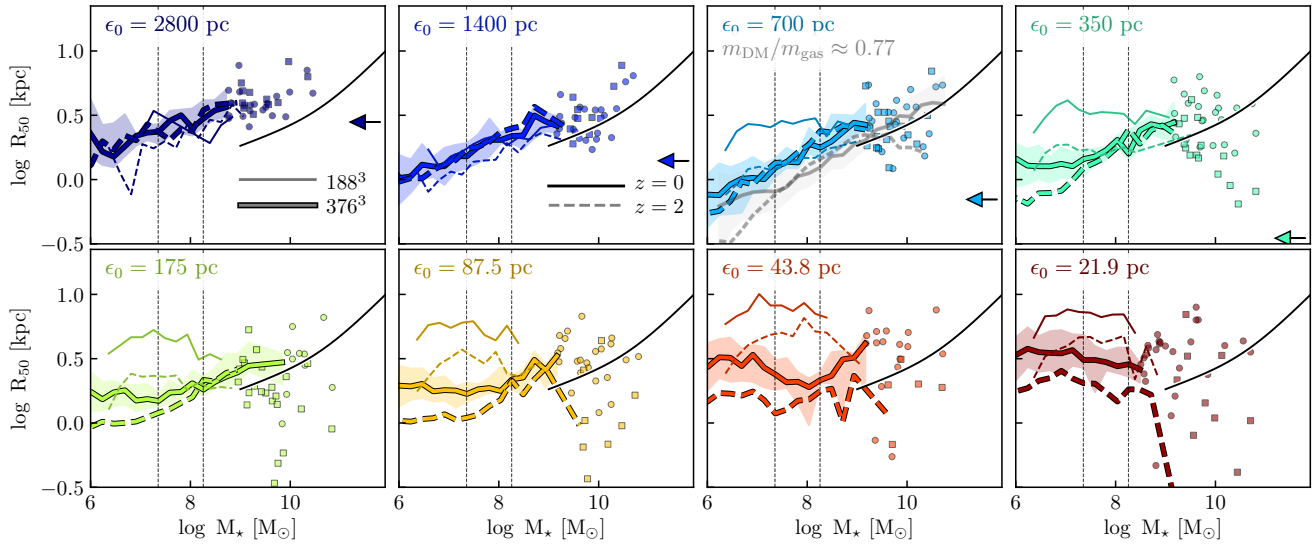 ϵ₀ = 2800 pc
ϵ₀ = 1400 pc
ϵ₀ = 700 pc
m_DM/m_gas ≈ 0.77
ϵ₀ = 350 pc
log R₅₀ [kpc]
1.0
0.5
0.0
−0.5
188³
376³
z = 0
z = 2
ϵ₀ = 175 pc
ϵ₀ = 87.5 pc
ϵ₀ = 43.8 pc
ϵ₀ = 21.9 pc
log R₅₀ [kpc]
1.0
0.5
0.0
−0.5
6 8 10
6 8 10
6 8 10
6 8 10
log M⋆ [M⊙]
log M⋆ [M⊙]
log M⋆ [M⊙]
log M⋆ [M⊙]